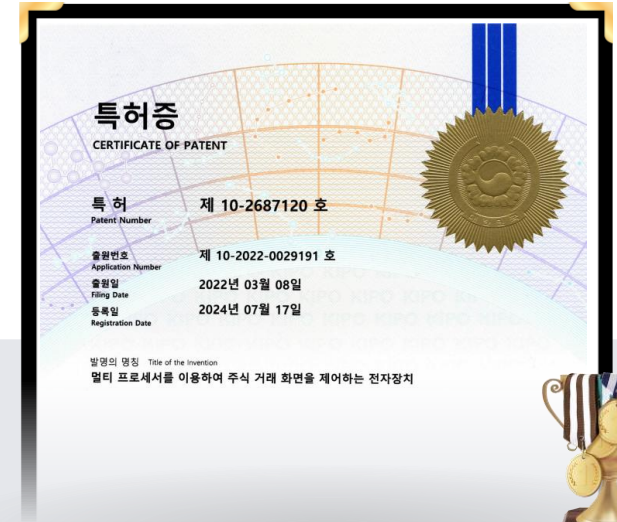 특허증
CERTIFICATE OF PATENT
특 허 제 10-2687120 호
Patent Number
출원번호 제 10-2022-0029191 호
Application Number
출원일 2022년 03월 08일
Filing Date
등록일 2024년 07월 17일
Registration Date
발명의 명칭 Title of the Invention
멀티 프로세서를 이용하여 주식 거래 화면을 제어하는 전자장치